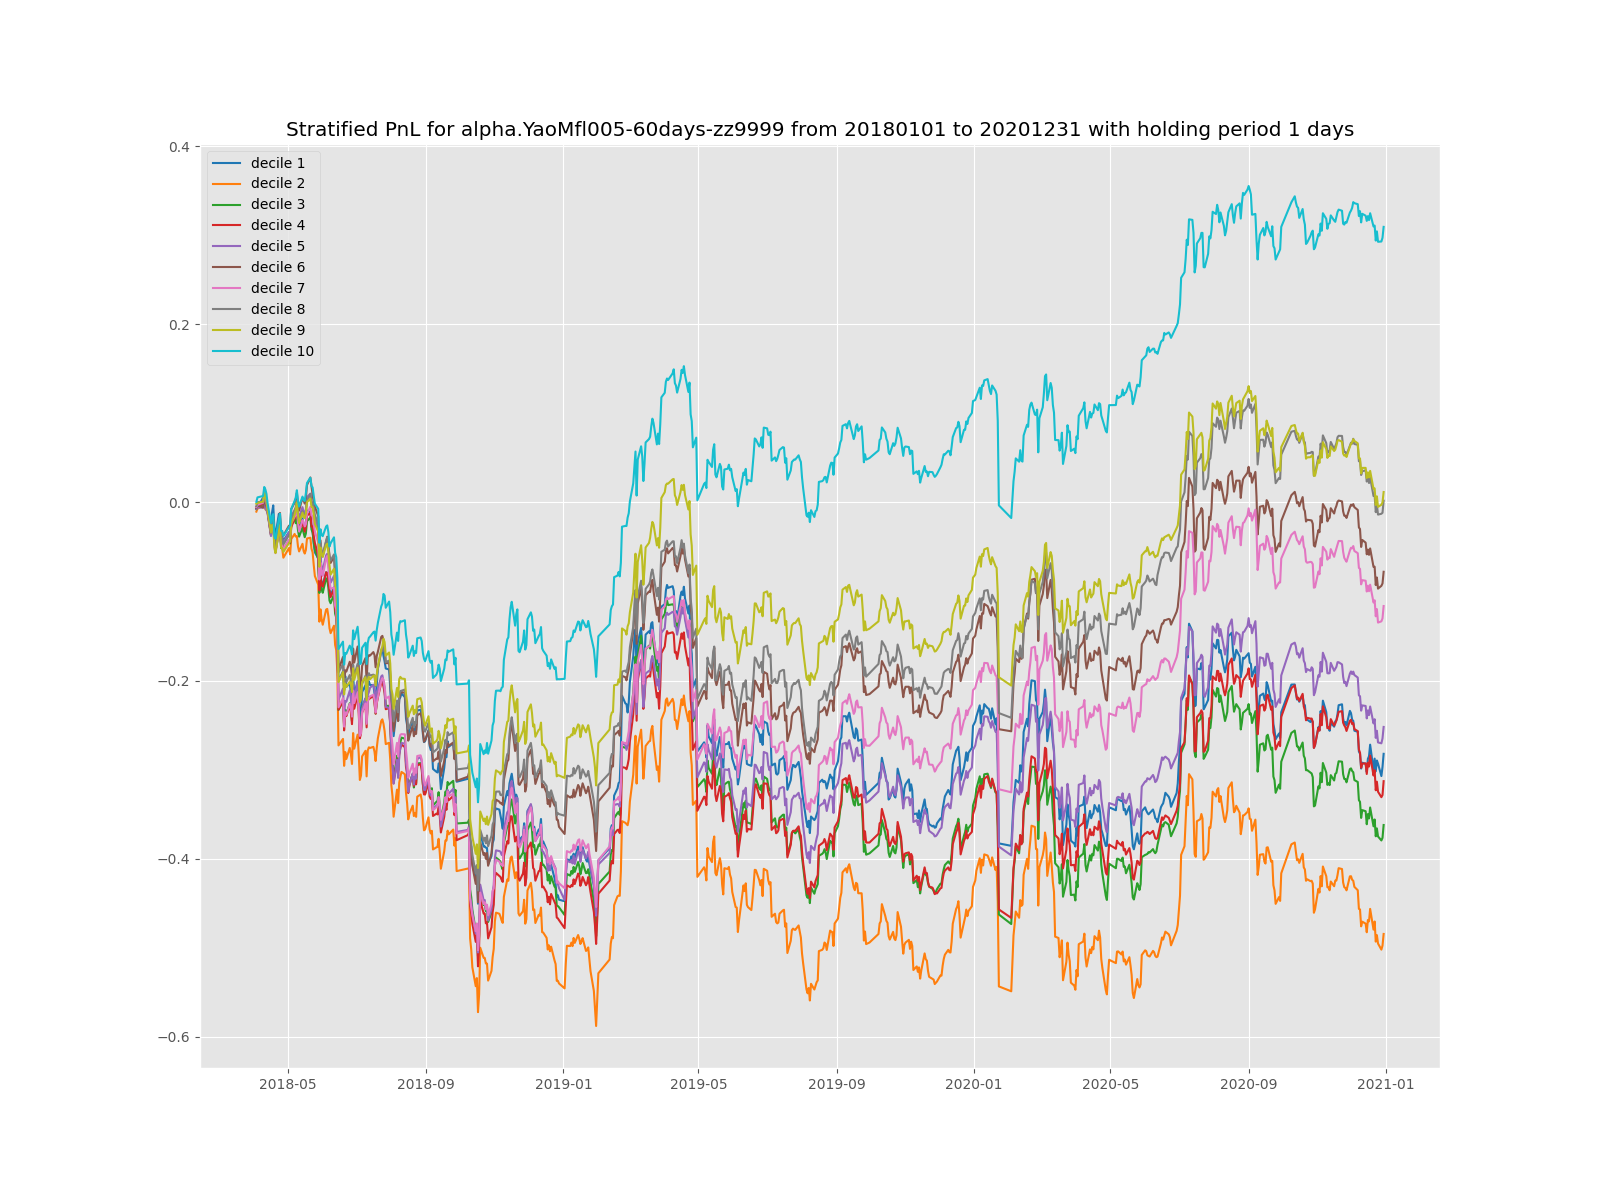 Stratified PnL for alpha.YaoMfl005-60days-zz9999 from 20180101 to 20201231 with holding period 1 days
0.4
0.2
0.0
−0.2
−0.4
−0.6
decile 1
decile 2
decile 3
decile 4
decile 5
decile 6
decile 7
decile 8
decile 9
decile 10
2018-05 2018-09 2019-01 2019-05 2019-09 2020-01 2020-05 2020-09 2021-01